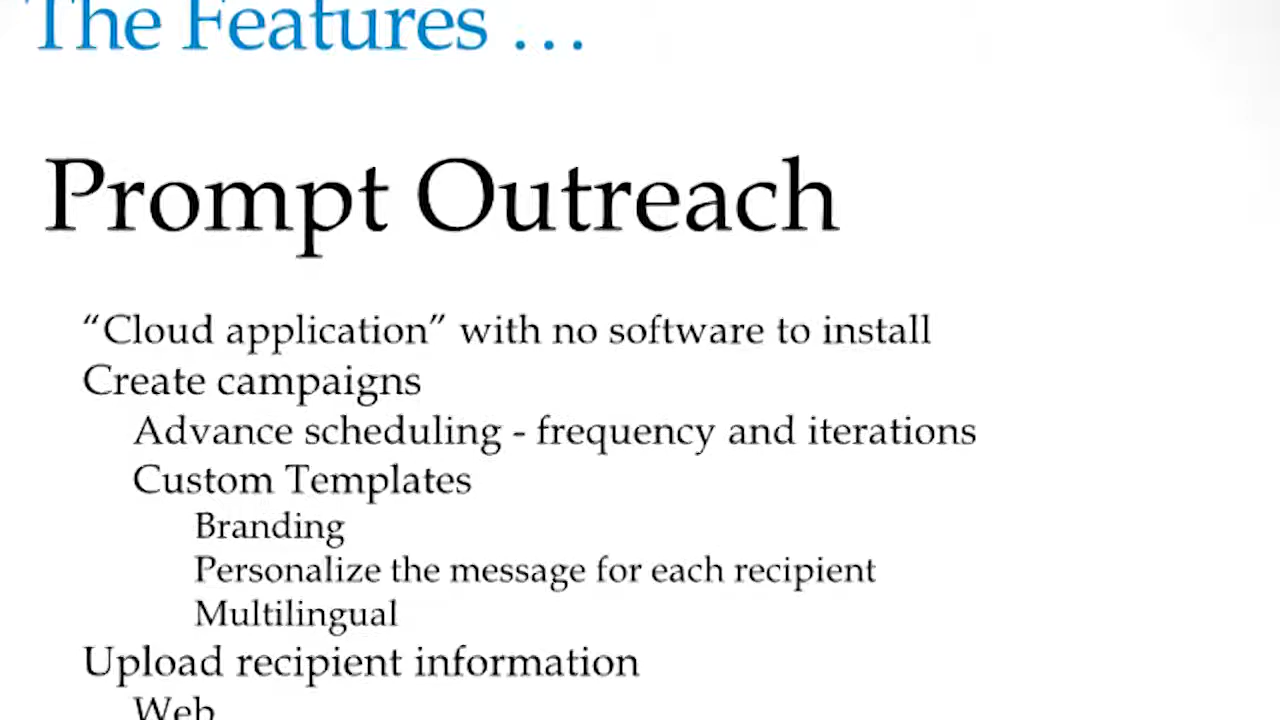 The Features …
Prompt Outreach
“Cloud application” with no software to install
Create campaigns
Advance scheduling - frequency and iterations
Custom Templates
Branding
Personalize the message for each recipient
Multilingual
Upload recipient information
Web